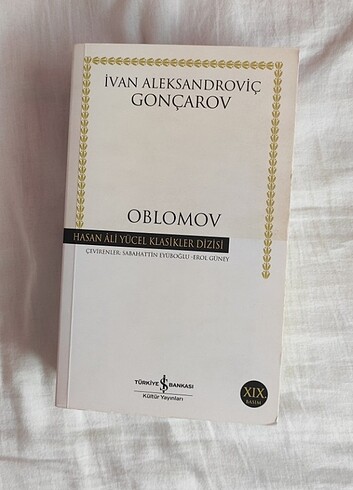 İVAN ALEKSANDROVİÇ
GONÇAROV
OBLOMOV
HASAN ÂLİ YÜCEL KLASİKLER DİZİSİ
ÇEVİRENLER: SABAHATTİN EYÜBOĞLU -EROL GÜNEY
TÜRKİYE İŞ BANKASI
Kültür Yayınları
XIX.
BASIM